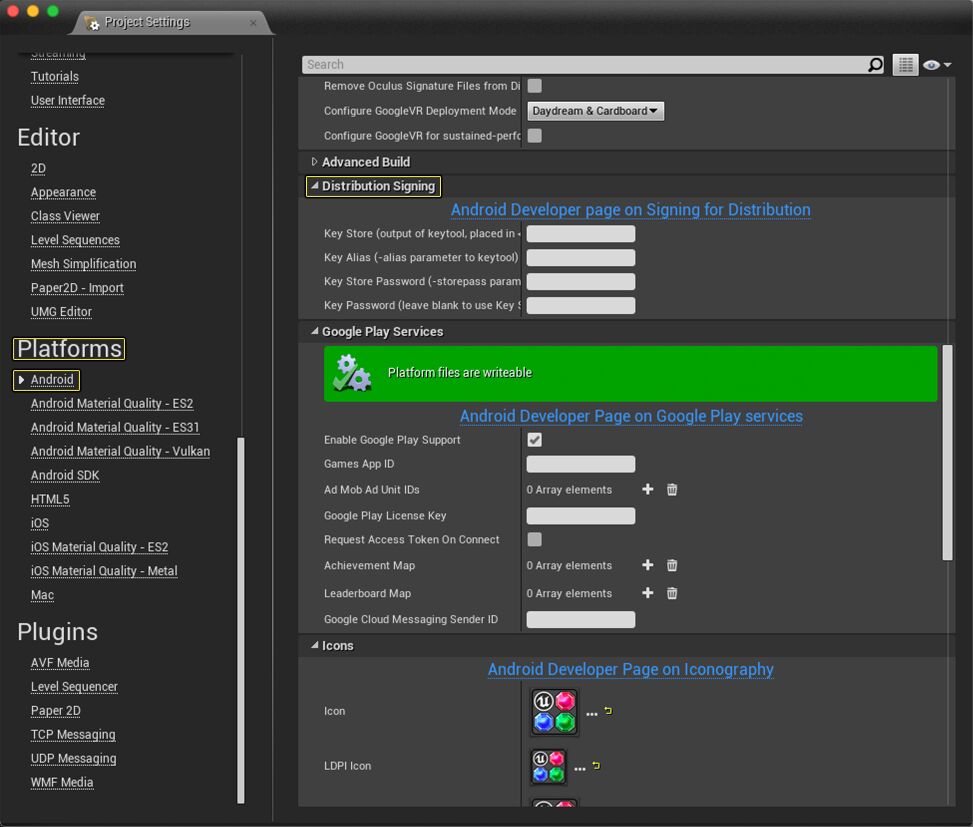 Project Settings
Streaming
Tutorials
User Interface
Editor
2D
Appearance
Class Viewer
Level Sequences
Mesh Simplification
Paper2D - Import
UMG Editor
Platforms
Android
Android Material Quality - ES2
Android Material Quality - ES31
Android Material Quality - Vulkan
Android SDK
HTML5
iOS
iOS Material Quality - ES2
iOS Material Quality - Metal
Mac
Plugins
AVF Media
Level Sequencer
Paper 2D
TCP Messaging
UDP Messaging
WMF Media
Search
Remove Oculus Signature Files from Di
Configure GoogleVR Deployment Mode Daydream & Cardboard
Configure GoogleVR for sustained-perfo
Advanced Build
Distribution Signing
Android Developer page on Signing for Distribution
Key Store (output of keytool, placed in <
Key Alias (-alias parameter to keytool)
Key Store Password (-storepass param
Key Password (leave blank to use Key S
Google Play Services
Platform files are writeable
Android Developer Page on Google Play services
Enable Google Play Support
Games App ID
Ad Mob Ad Unit IDs 0 Array elements
Google Play License Key
Request Access Token On Connect
Achievement Map 0 Array elements
Leaderboard Map 0 Array elements
Google Cloud Messaging Sender ID
Icons
Android Developer Page on Iconography
Icon
LDPI Icon